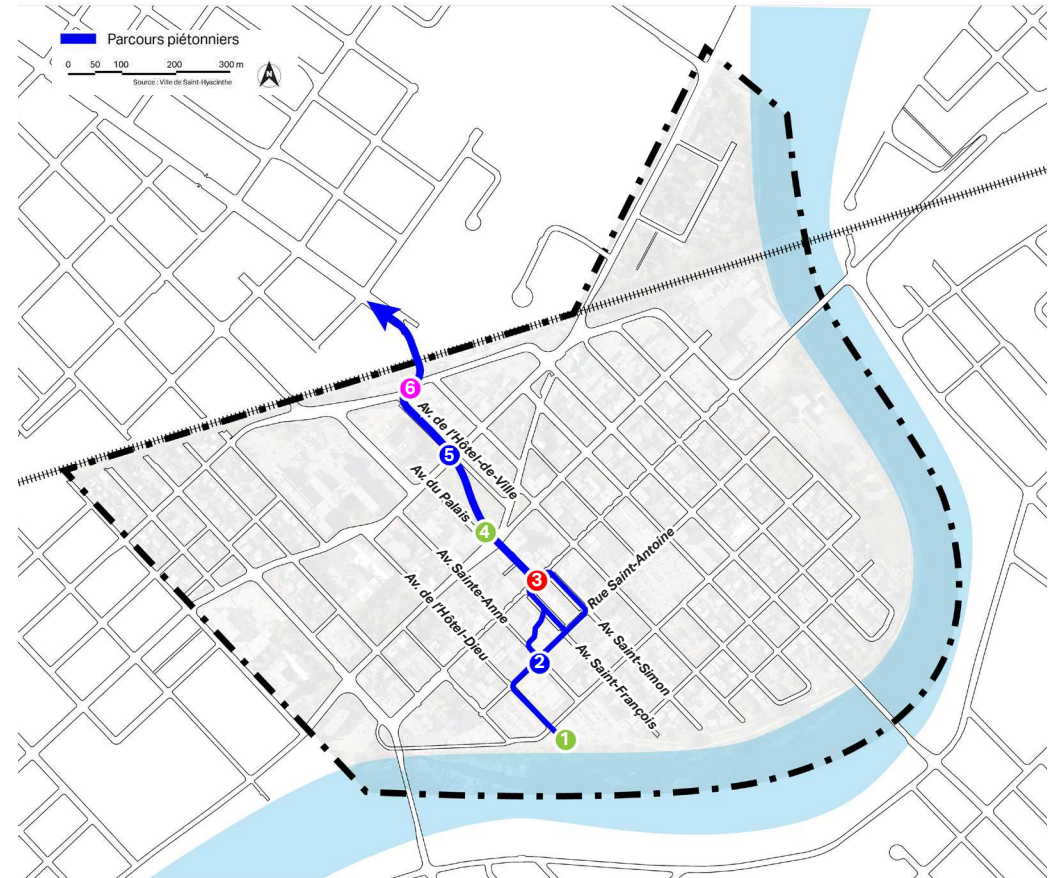 Parcours piétonniers
0 50 100 200 300 m
Source : Ville de Saint-Hyacinthe
N
6
Av. de l'Hôtel-de-Ville
5
Av. du Palais
4
3
Rue Saint-Antoine
Av. Sainte-Anne
Av. de l'Hôtel-Dieu
Av. Saint-Simon
2
Av. Saint-François
1